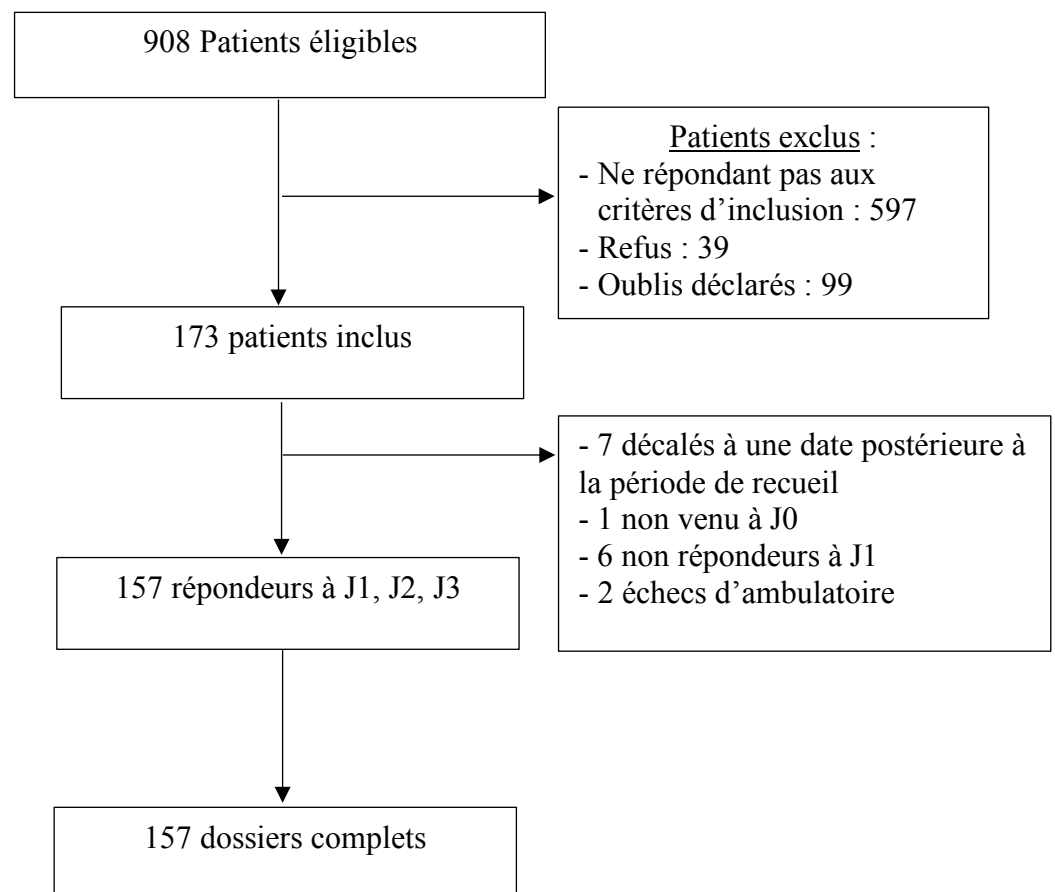 908 Patients éligibles
Patients exclus :
- Ne répondant pas aux
critères d’inclusion : 597
- Refus : 39
- Oublis déclarés : 99
173 patients inclus
- 7 décalés à une date postérieure à
la période de recueil
- 1 non venu à J0
- 6 non répondeurs à J1
- 2 échecs d’ambulatoire
157 répondeurs à J1, J2, J3
157 dossiers complets